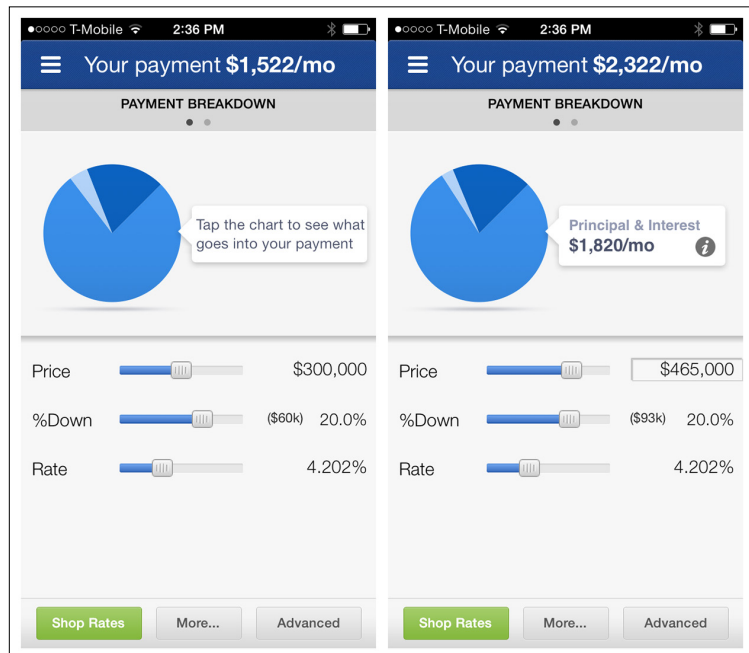 T-Mobile 2:36 PM
Your payment $1,522/mo
PAYMENT BREAKDOWN
Tap the chart to see what
goes into your payment
Price $300,000
%Down ($60k) 20.0%
Rate 4.202%
Shop Rates More... Advanced
T-Mobile 2:36 PM
Your payment $2,322/mo
PAYMENT BREAKDOWN
Principal & Interest
$1,820/mo i
Price $465,000
%Down ($93k) 20.0%
Rate 4.202%
Shop Rates More... Advanced